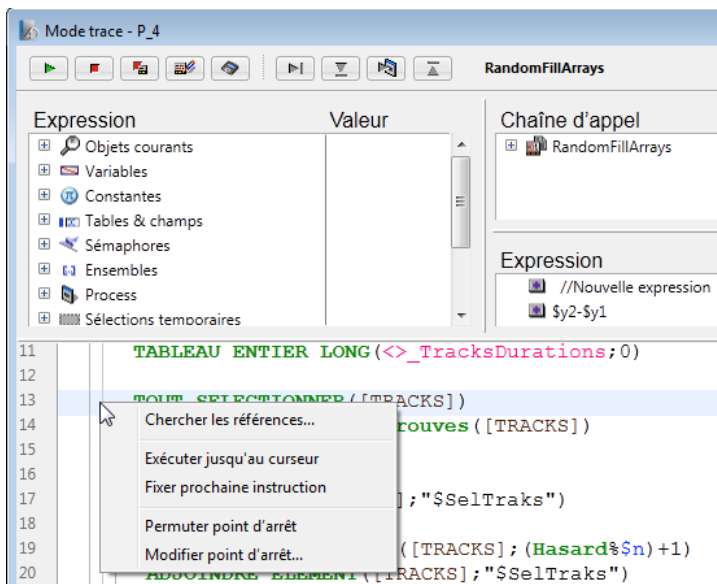 Mode trace - P_4
RandomFillArrays
Expression Valeur
Objets courants
Variables
Constantes
Tables & champs
Sémaphores
Ensembles
Process
Sélections temporaires
Chaîne d'appel
RandomFillArrays
Expression
//Nouvelle expression
$y2-$y1
11 TABLEAU ENTIER LONG(<>_TracksDurations;0)
12
13 TOUT SELECTIONNER([TRACKS])
14 rouves([TRACKS])
15
16
17 ];"$SelTraks")
18
19 ([TRACKS];(Hasard%$n)+1)
20 ADJOINDRE ELEMENT([TRACKS];"$SelTraks")
Chercher les références...
Exécuter jusqu'au curseur
Fixer prochaine instruction
Permuter point d'arrêt
Modifier point d'arrêt...